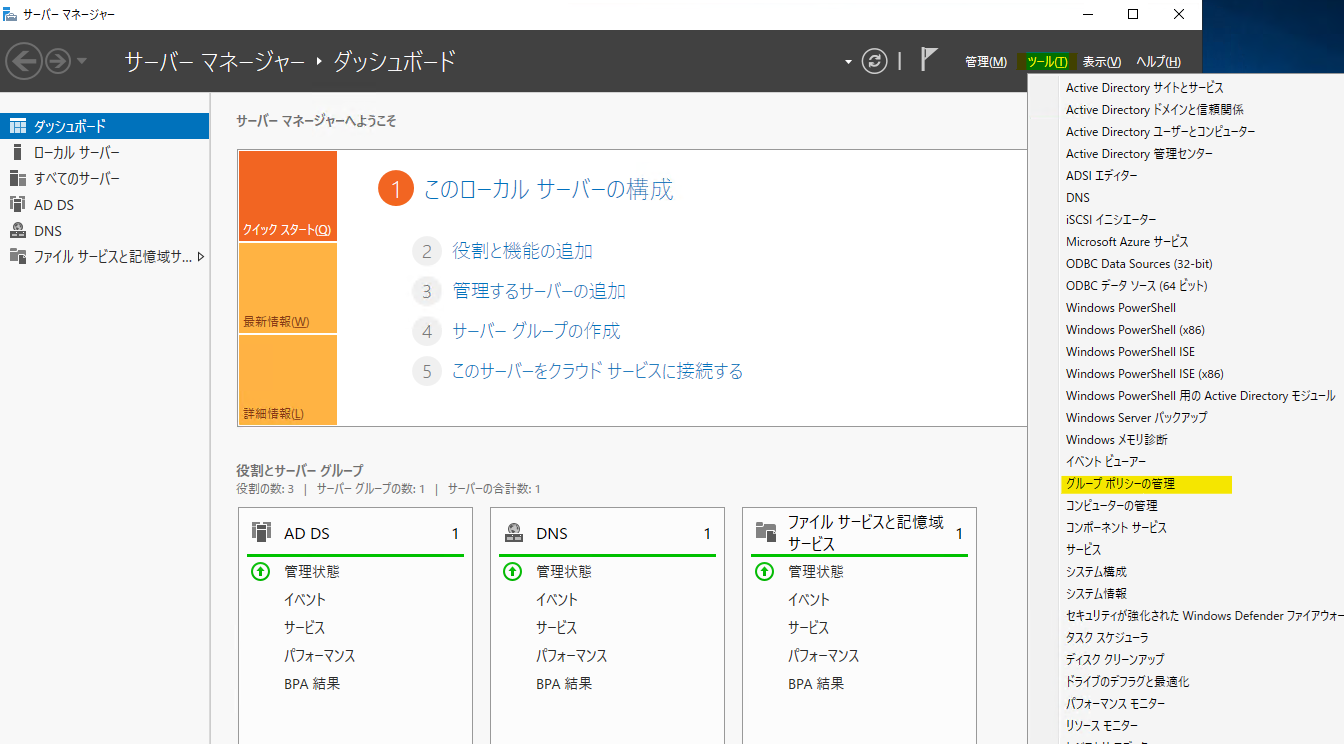 サーバー マネージャー
サーバー マネージャー ‣ ダッシュボード
管理(M) ツール(T) 表示(V) ヘルプ(H)
ダッシュボード
ローカル サーバー
すべてのサーバー
AD DS
DNS
ファイル サービスと記憶域サ...
サーバー マネージャーへようこそ
クイック スタート(Q)
最新情報(W)
詳細情報(L)
1 このローカル サーバーの構成
2 役割と機能の追加
3 管理するサーバーの追加
4 サーバー グループの作成
5 このサーバーをクラウド サービスに接続する
役割とサーバー グループ
役割の数: 3 | サーバー グループの数: 1 | サーバーの合計数: 1
AD DS 1
管理状態
イベント
サービス
パフォーマンス
BPA 結果
DNS 1
管理状態
イベント
サービス
パフォーマンス
BPA 結果
ファイル サービスと記憶域
サービス 1
管理状態
イベント
サービス
パフォーマンス
BPA 結果
Active Directory サイトとサービス
Active Directory ドメインと信頼関係
Active Directory ユーザーとコンピューター
Active Directory 管理センター
ADSI エディター
DNS
iSCSI イニシエーター
Microsoft Azure サービス
ODBC Data Sources (32-bit)
ODBC データ ソース (64 ビット)
Windows PowerShell
Windows PowerShell (x86)
Windows PowerShell ISE
Windows PowerShell ISE (x86)
Windows PowerShell 用の Active Directory モジュール
Windows Server バックアップ
Windows メモリ診断
イベント ビューアー
グループ ポリシーの管理
コンピューターの管理
コンポーネント サービス
サービス
システム構成
システム情報
セキュリティが強化された Windows Defender ファイアウォー
タスク スケジューラ
ディスク クリーンアップ
ドライブのデフラグと最適化
パフォーマンス モニター
リソース モニター